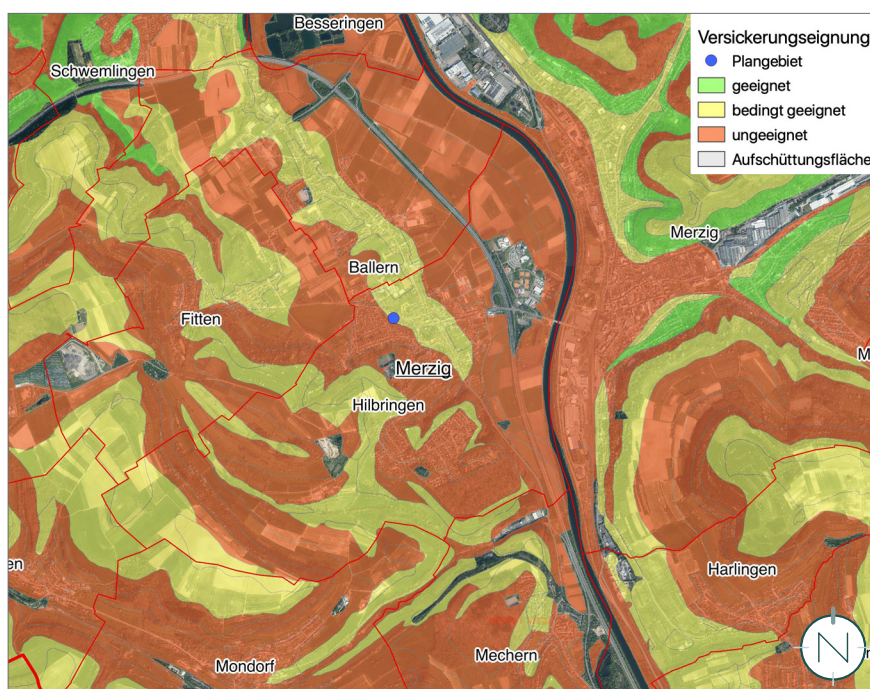 Besseringen
Schwemlingen
Versickerungseignung
Plangebiet
geeignet
bedingt geeignet
ungeeignet
Aufschüttungsfläche
Merzig
Ballern
Fitten
Merzig
Hilbringen
Harlingen
Mondorf
Mechern
N